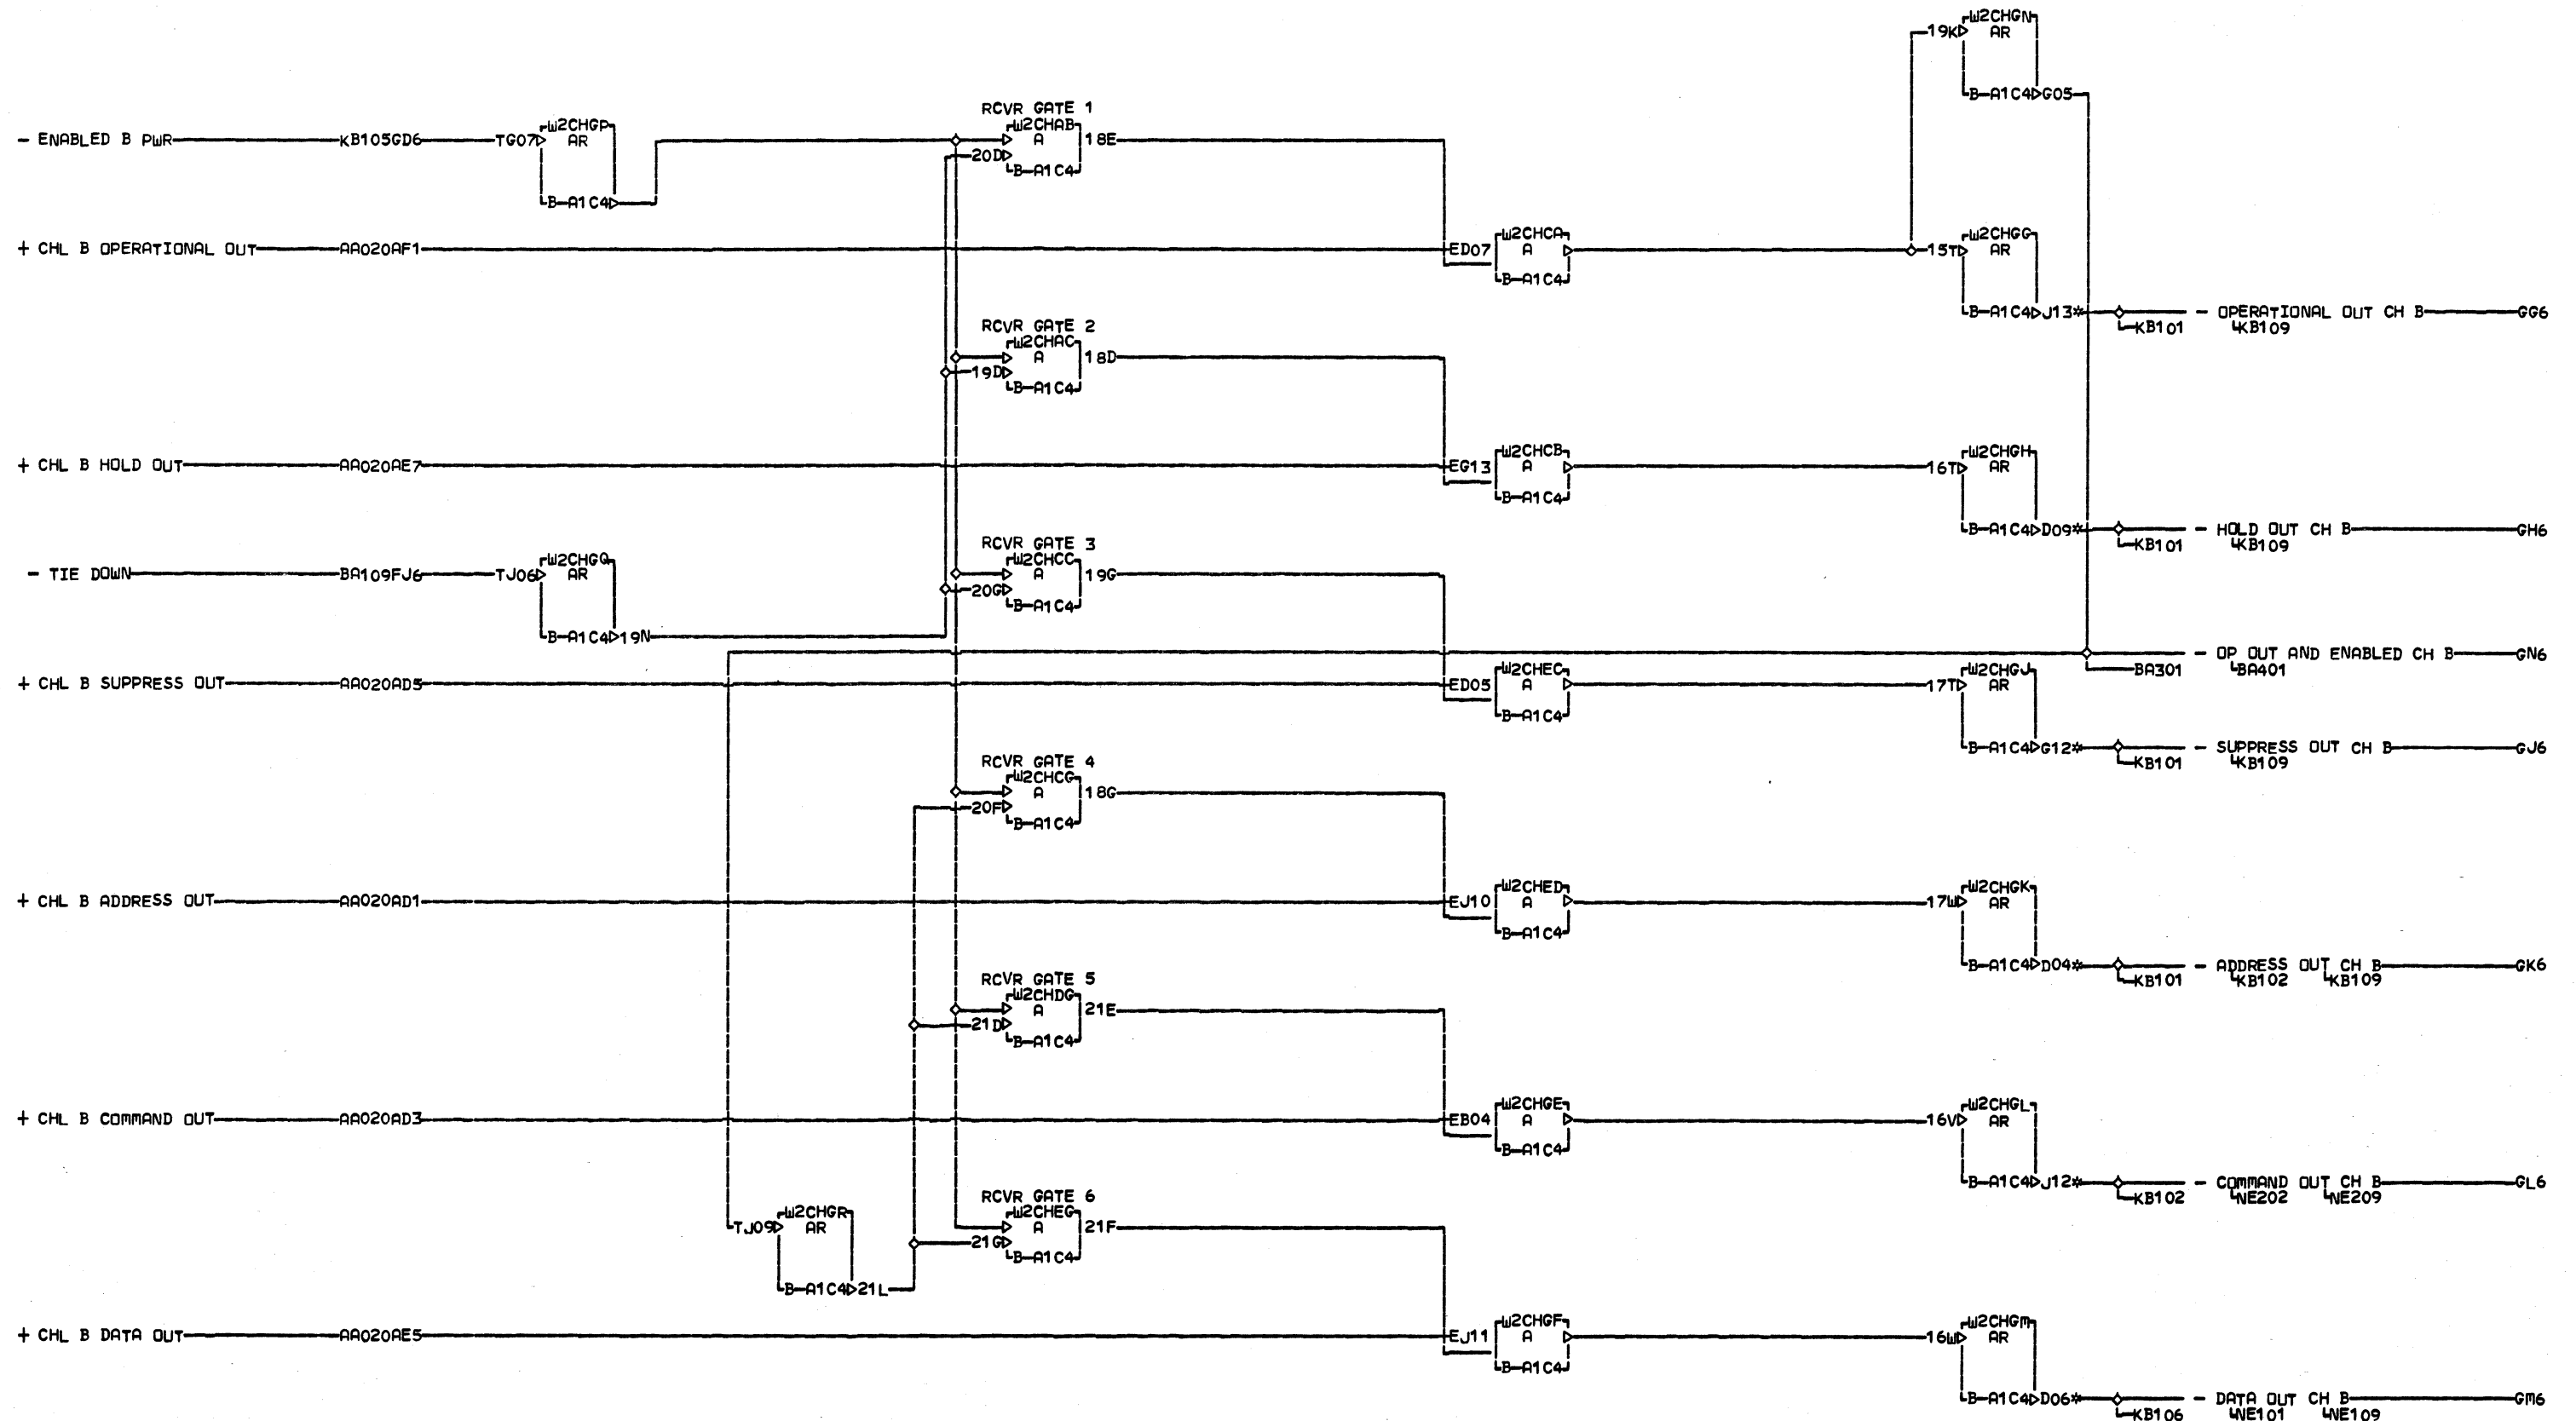 W2CHGN
19K AR
B-A1C4 G05
RCVR GATE 1
- ENABLED B PWR KB105GD6 TG07 W2CHGP AR
B-A1C4
W2CHAB
A 18E
20D
B-A1C4
+ CHL B OPERATIONAL OUT AA020AF1 ED07 W2CHCA A
B-A1C4
15T W2CHGG AR
B-A1C4 J13* - OPERATIONAL OUT CH B GG6
KB101 KB109
RCVR GATE 2
W2CHAC
A 18D
19D
B-A1C4
+ CHL B HOLD OUT AA020AE7 EG13 W2CHCB A
B-A1C4
16T W2CHGH AR
B-A1C4 D09* - HOLD OUT CH B GH6
KB101 KB109
RCVR GATE 3
- TIE DOWN BA109FJ6 TJ06 W2CHGQ AR
B-A1C4 19N
W2CHCC
A 19G
20G
B-A1C4
- OP OUT AND ENABLED CH B GN6
BA301 BA401
+ CHL B SUPPRESS OUT AA020AD5 ED05 W2CHEC A
B-A1C4
17T W2CHGJ AR
B-A1C4 G12* - SUPPRESS OUT CH B GJ6
KB101 KB109
RCVR GATE 4
W2CHCG
A 18G
20F
B-A1C4
+ CHL B ADDRESS OUT AA020AD1 EJ10 W2CHED A
B-A1C4
17W W2CHGK AR
B-A1C4 D04* - ADDRESS OUT CH B GK6
KB101 KB102 KB109
RCVR GATE 5
W2CHDG
A 21E
21D
B-A1C4
+ CHL B COMMAND OUT AA020AD3 EB04 W2CHGE A
B-A1C4
16V W2CHGL AR
B-A1C4 J12* - COMMAND OUT CH B GL6
KB102 NE202 NE209
RCVR GATE 6
W2CHEG
A 21F
21G
B-A1C4
TJ09 W2CHGR AR
B-A1C4 21L
+ CHL B DATA OUT AA020AE5 EJ11 W2CHGF A
B-A1C4
16W W2CHGM AR
B-A1C4 D06* - DATA OUT CH B GM6
KB106 NE101 NE109